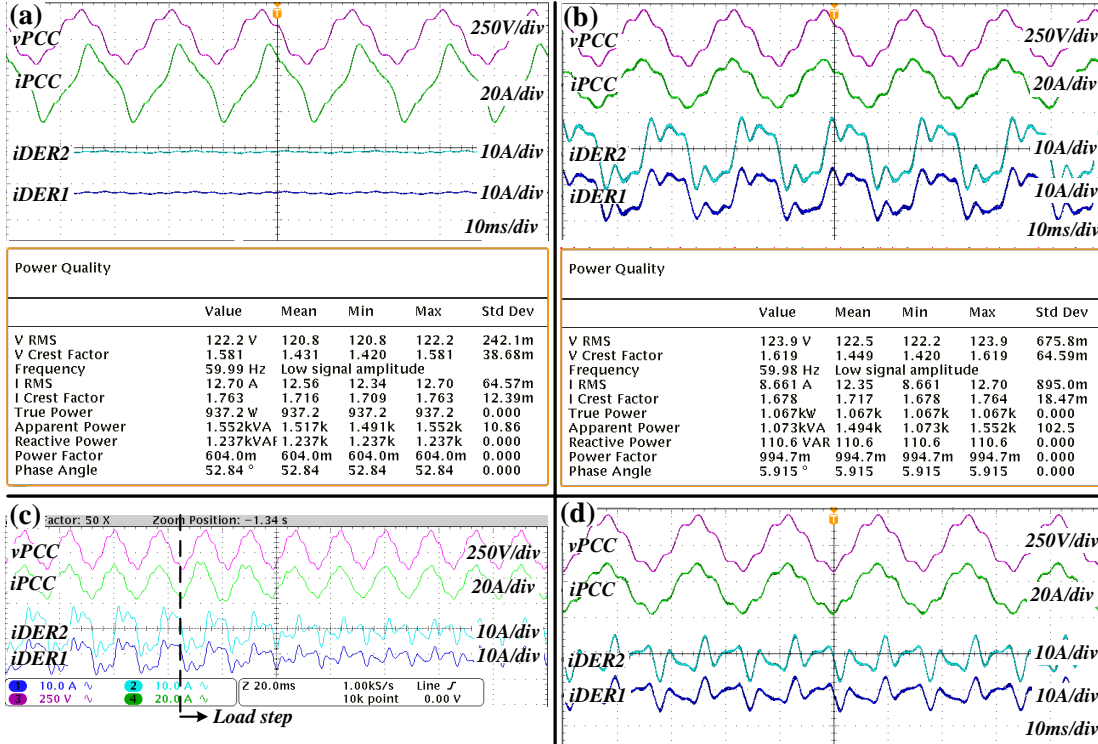 (a)
T
vPCC
250V/div
iPCC
20A/div
iDER2
10A/div
iDER1
10A/div
10ms/div
Power Quality
Value Mean Min Max Std Dev
V RMS 122.2 V 120.8 120.8 122.2 242.1m
V Crest Factor 1.581 1.431 1.420 1.581 38.68m
Frequency 59.99 Hz Low signal amplitude
I RMS 12.70 A 12.56 12.34 12.70 64.57m
I Crest Factor 1.763 1.716 1.709 1.763 12.39m
True Power 937.2 W 937.2 937.2 937.2 0.000
Apparent Power 1.552kVA 1.517k 1.491k 1.552k 10.86
Reactive Power 1.237kVAR 1.237k 1.237k 1.237k 0.000
Power Factor 604.0m 604.0m 604.0m 604.0m 0.000
Phase Angle 52.84 ° 52.84 52.84 52.84 0.000
(b)
T
vPCC
250V/div
iPCC
20A/div
iDER2
10A/div
iDER1
10A/div
10ms/div
Power Quality
Value Mean Min Max Std Dev
V RMS 123.9 V 122.5 122.2 123.9 675.8m
V Crest Factor 1.619 1.449 1.420 1.619 64.59m
Frequency 59.98 Hz Low signal amplitude
I RMS 8.661 A 12.35 8.661 12.70 895.0m
I Crest Factor 1.678 1.717 1.678 1.764 18.47m
True Power 1.067kW 1.067k 1.067k 1.067k 0.000
Apparent Power 1.073kVA 1.494k 1.073k 1.552k 102.5
Reactive Power 110.6 VAR 110.6 110.6 110.6 0.000
Power Factor 994.7m 994.7m 994.7m 994.7m 0.000
Phase Angle 5.915 ° 5.915 5.915 5.915 0.000
(c)
actor: 50 X Zoom Position: -1.34 s
vPCC
250V/div
iPCC
20A/div
iDER2
10A/div
iDER1
10A/div
1 10.0 A 2 10.0 A Z 20.0ms 1.00kS/s Line
3 250 V 4 20.0 A 10k point 0.00 V
Load step
(d)
T
vPCC
250V/div
iPCC
20A/div
iDER2
10A/div
iDER1
10A/div
10ms/div